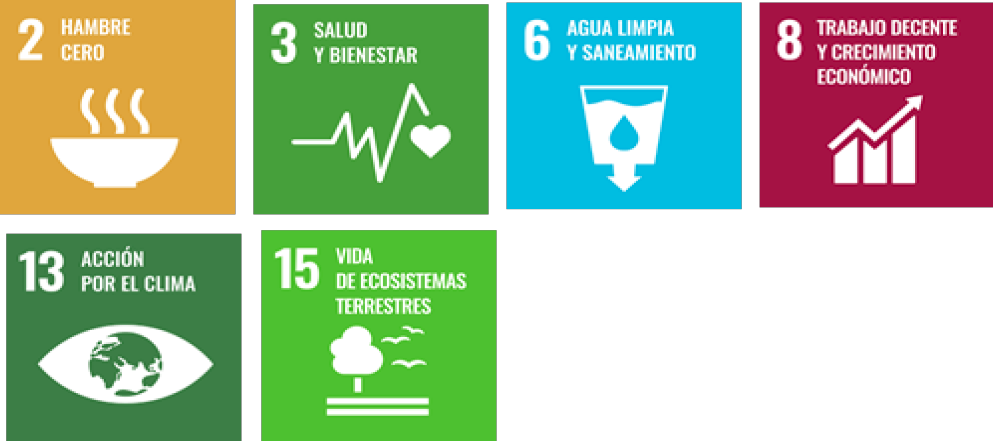 2 HAMBRE
CERO
3 SALUD
Y BIENESTAR
6 AGUA LIMPIA
Y SANEAMIENTO
8 TRABAJO DECENTE
Y CRECIMIENTO
ECONÓMICO
13 ACCIÓN
POR EL CLIMA
15 VIDA
DE ECOSISTEMAS
TERRESTRES